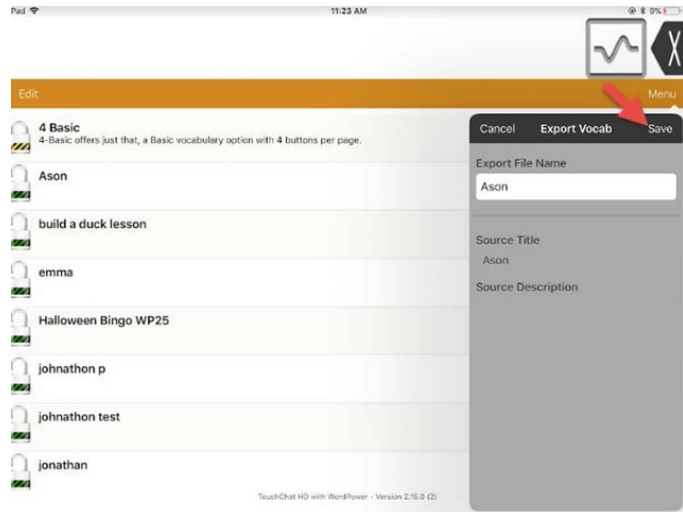 Pad 11:23 AM 0%
Edit Menu
4 Basic
4-Basic offers just that, a Basic vocabulary option with 4 buttons per page.
Ason
build a duck lesson
emma
Halloween Bingo WP25
johnathon p
johnathon test
jonathan
TouchChat HD with WordPower - Version 2.15.0 (2)
Cancel Export Vocab Save
Export File Name
Ason
Source Title
Ason
Source Description